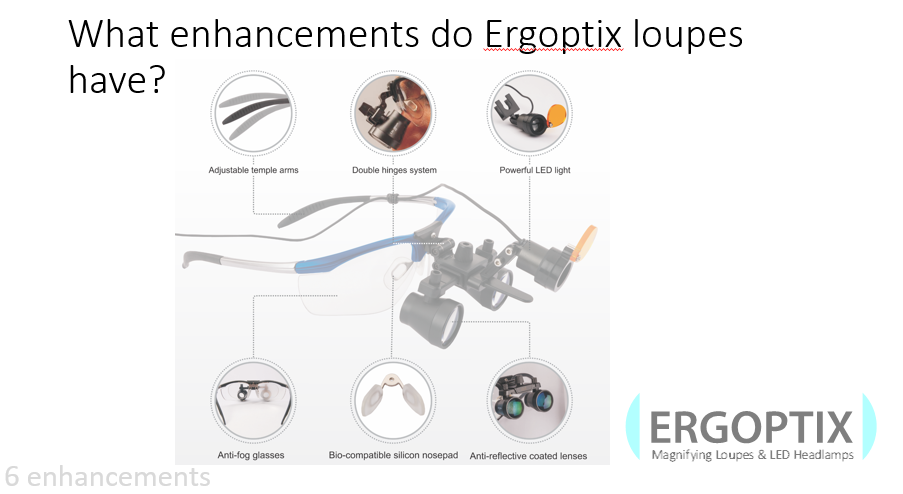 What enhancements do Ergoptix loupes
have?
Adjustable temple arms
Double hinges system
Powerful LED light
Anti-fog glasses
Bio-compatible silicon nosepad
Anti-reflective coated lenses
ERGOPTIX
Magnifying Loupes & LED Headlamps
6 enhancements